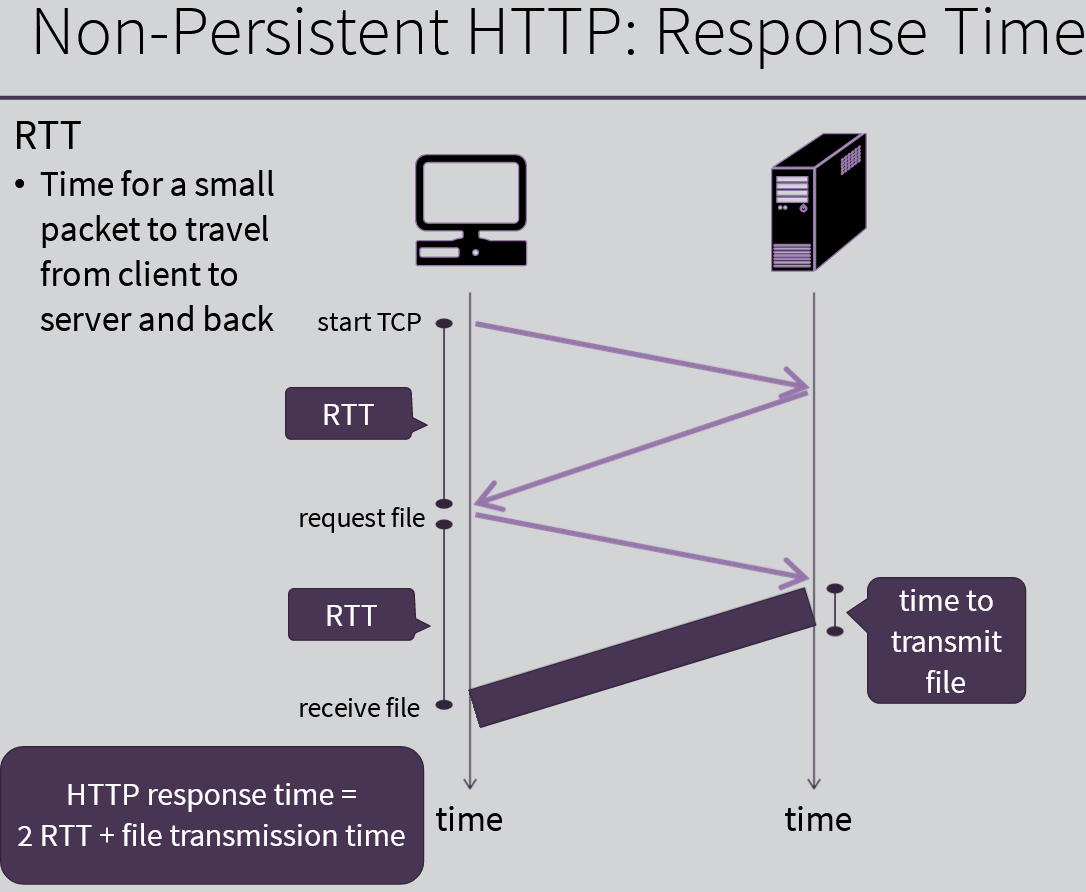 Non-Persistent HTTP: Response Time
RTT
• Time for a small
packet to travel
from client to
server and back
start TCP
RTT
request file
RTT
time to
transmit
file
receive file
HTTP response time =
2 RTT + file transmission time
time
time